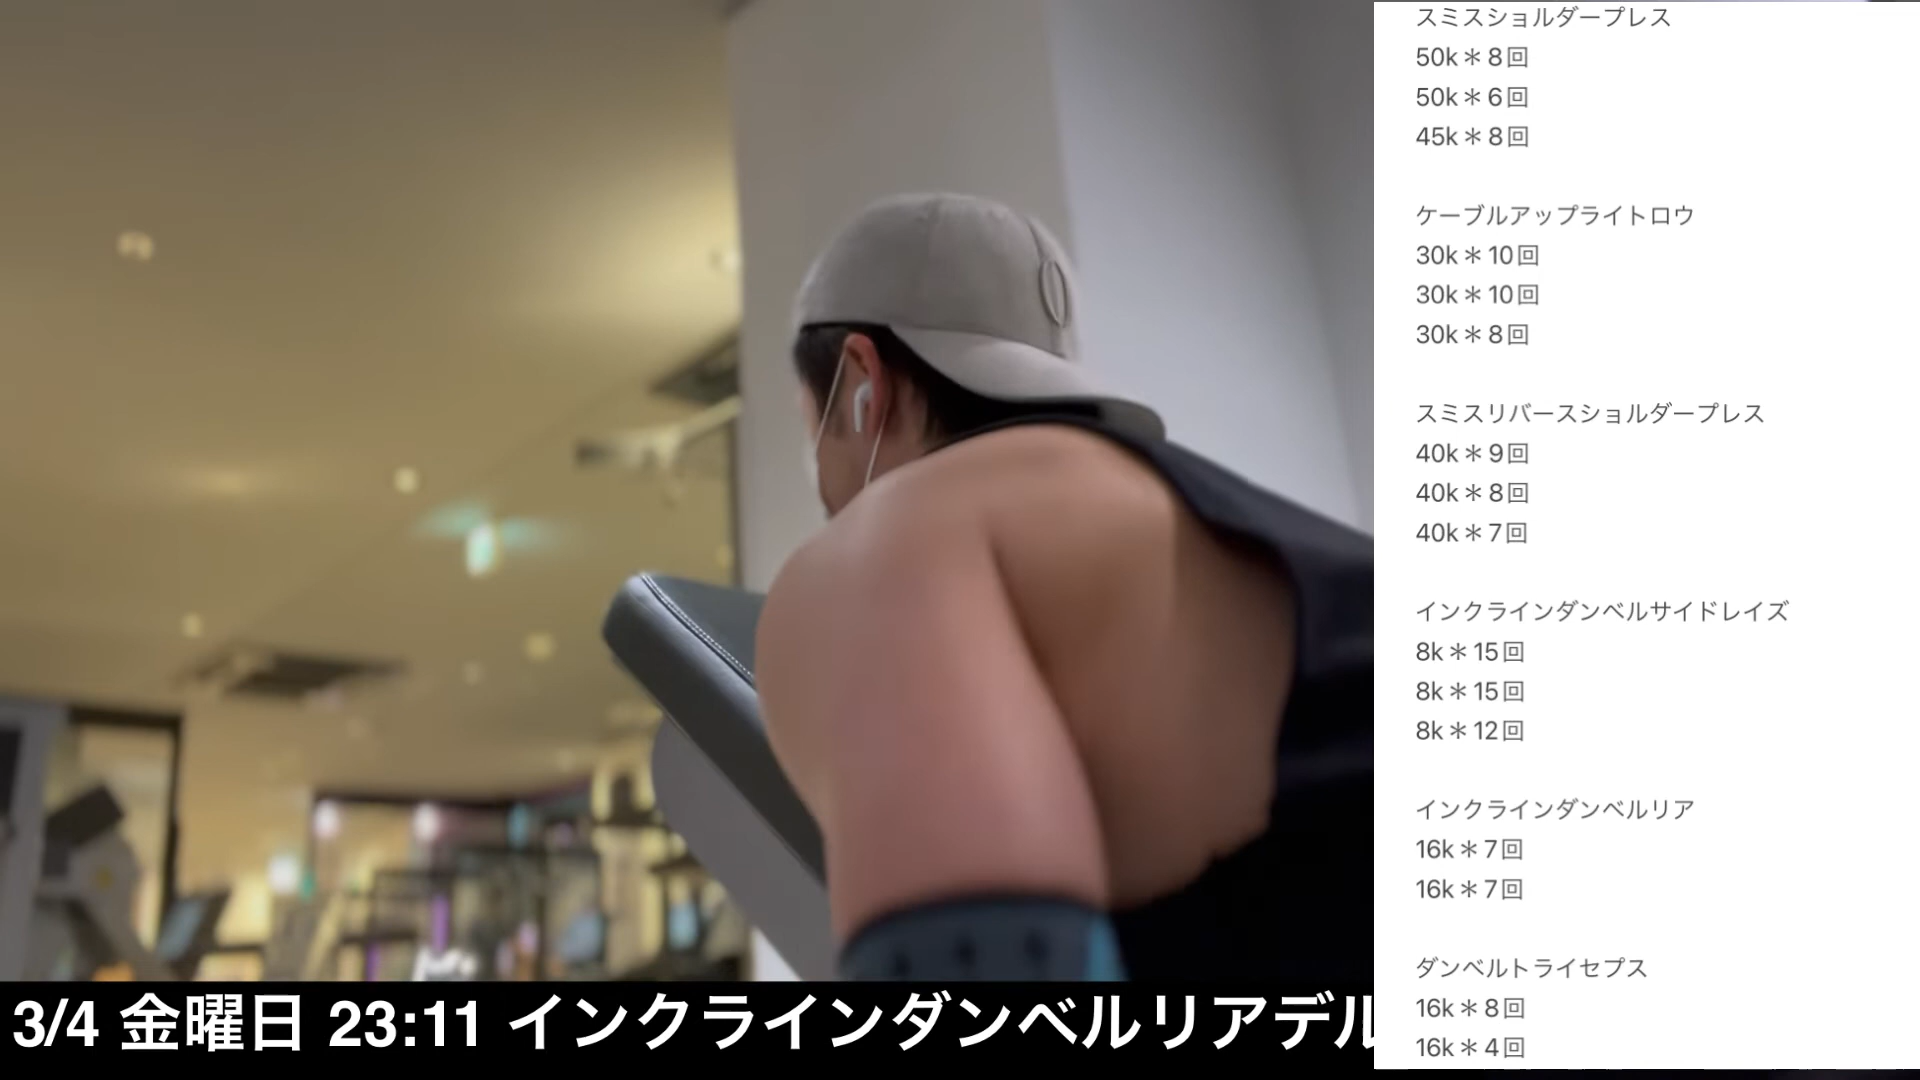 スミスショルダープレス
50k＊8回
50k＊6回
45k＊8回
ケーブルアップライトロウ
30k＊10回
30k＊10回
30k＊8回
スミスリバースショルダープレス
40k＊9回
40k＊8回
40k＊7回
インクラインダンベルサイドレイズ
8k＊15回
8k＊15回
8k＊12回
インクラインダンベルリア
16k＊7回
16k＊7回
ダンベルトライセプス
16k＊8回
16k＊4回
3/4 金曜日 23:11 インクラインダンベルリアデル